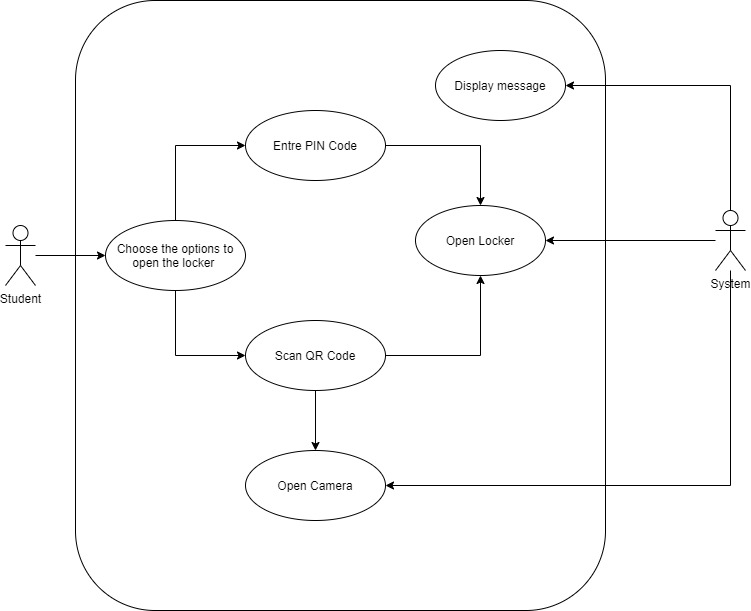 Display message
Entre PIN Code
Choose the options to
open the locker
Open Locker
Student
System
Scan QR Code
Open Camera